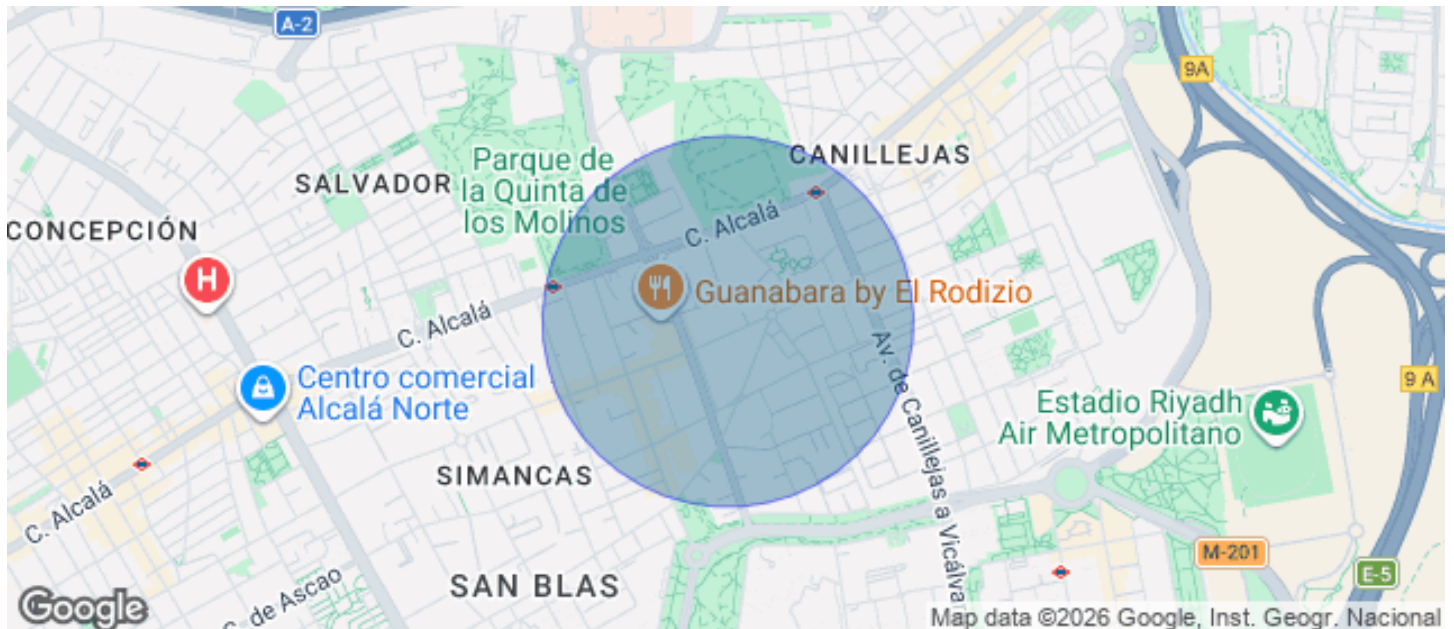 A-2
9A
Parque de
la Quinta de
los Molinos
CANILLEJAS
SALVADOR
CONCEPCIÓN
H
C. Alcalá
Guanabara by El Rodizio
C. Alcalá
Centro comercial
Alcalá Norte
Av. de Canillejas a Vicálva
9 A
Estadio Riyadh
Air Metropolitano
SIMANCAS
C. Alcalá
M-201
E-5
SAN BLAS
C. de Ascao
Google
Map data ©2026 Google, Inst. Geogr. Nacional